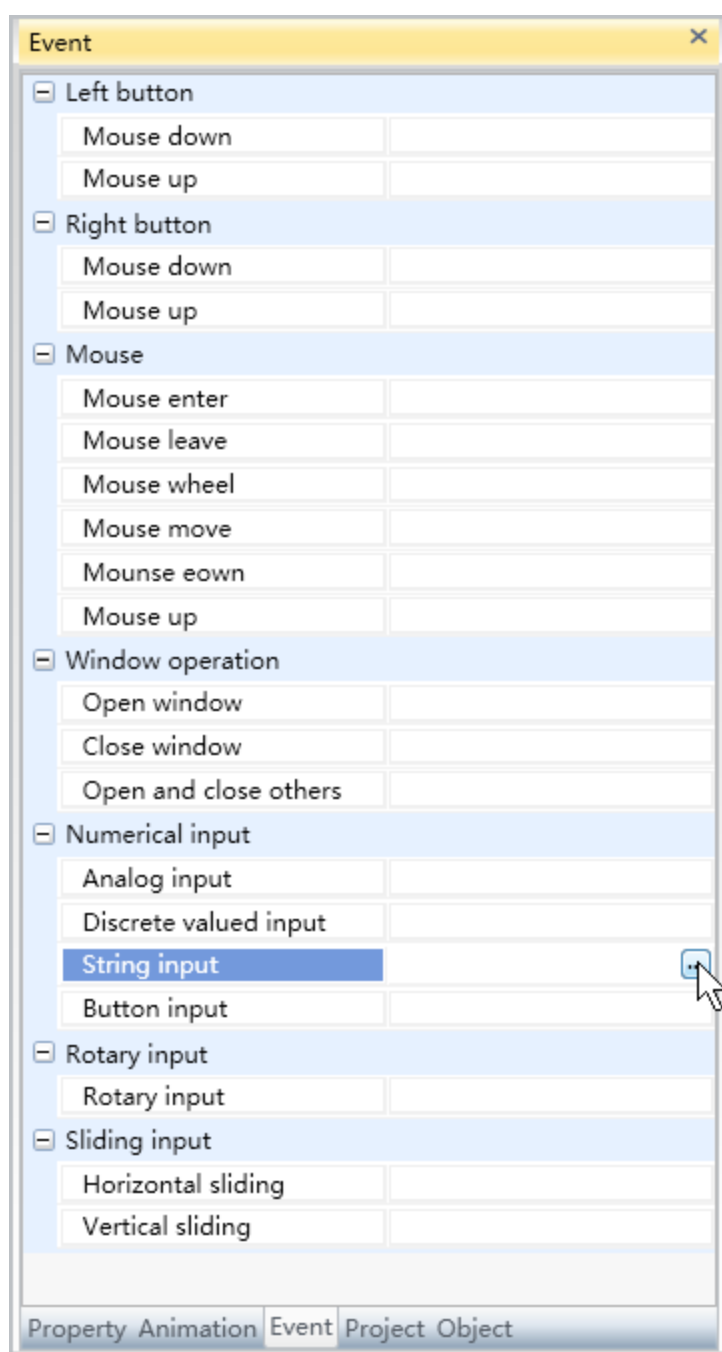 Event
Left button
Mouse down
Mouse up
Right button
Mouse down
Mouse up
Mouse
Mouse enter
Mouse leave
Mouse wheel
Mouse move
Mounse eown
Mouse up
Window operation
Open window
Close window
Open and close others
Numerical input
Analog input
Discrete valued input
String input
Button input
Rotary input
Rotary input
Sliding input
Horizontal sliding
Vertical sliding
Property Animation Event Project Object